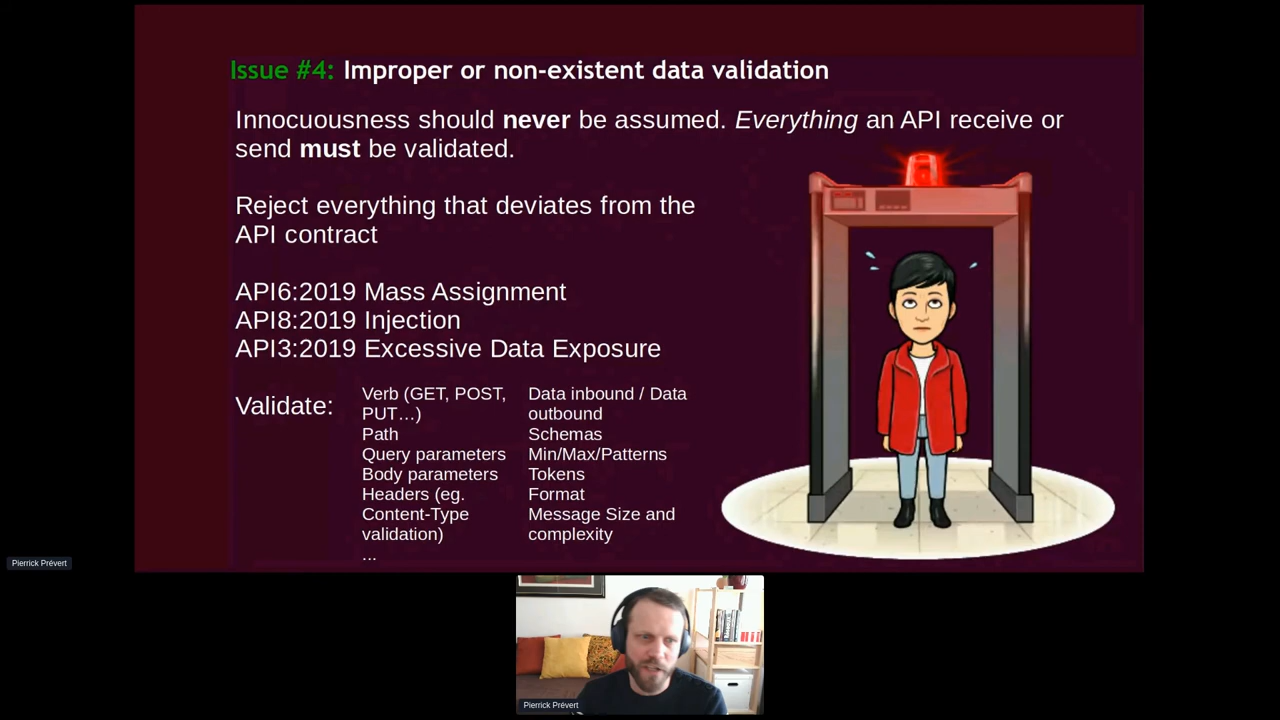 Issue #4: Improper or non-existent data validation
Innocuousness should never be assumed. Everything an API receive or
send must be validated.
Reject everything that deviates from the
API contract
API6:2019 Mass Assignment
API8:2019 Injection
API3:2019 Excessive Data Exposure
Validate:
Verb (GET, POST,
PUT…)
Path
Query parameters
Body parameters
Headers (eg.
Content-Type
validation)
...
Data inbound / Data
outbound
Schemas
Min/Max/Patterns
Tokens
Format
Message Size and
complexity
Pierrick Prévert
Pierrick Prévert